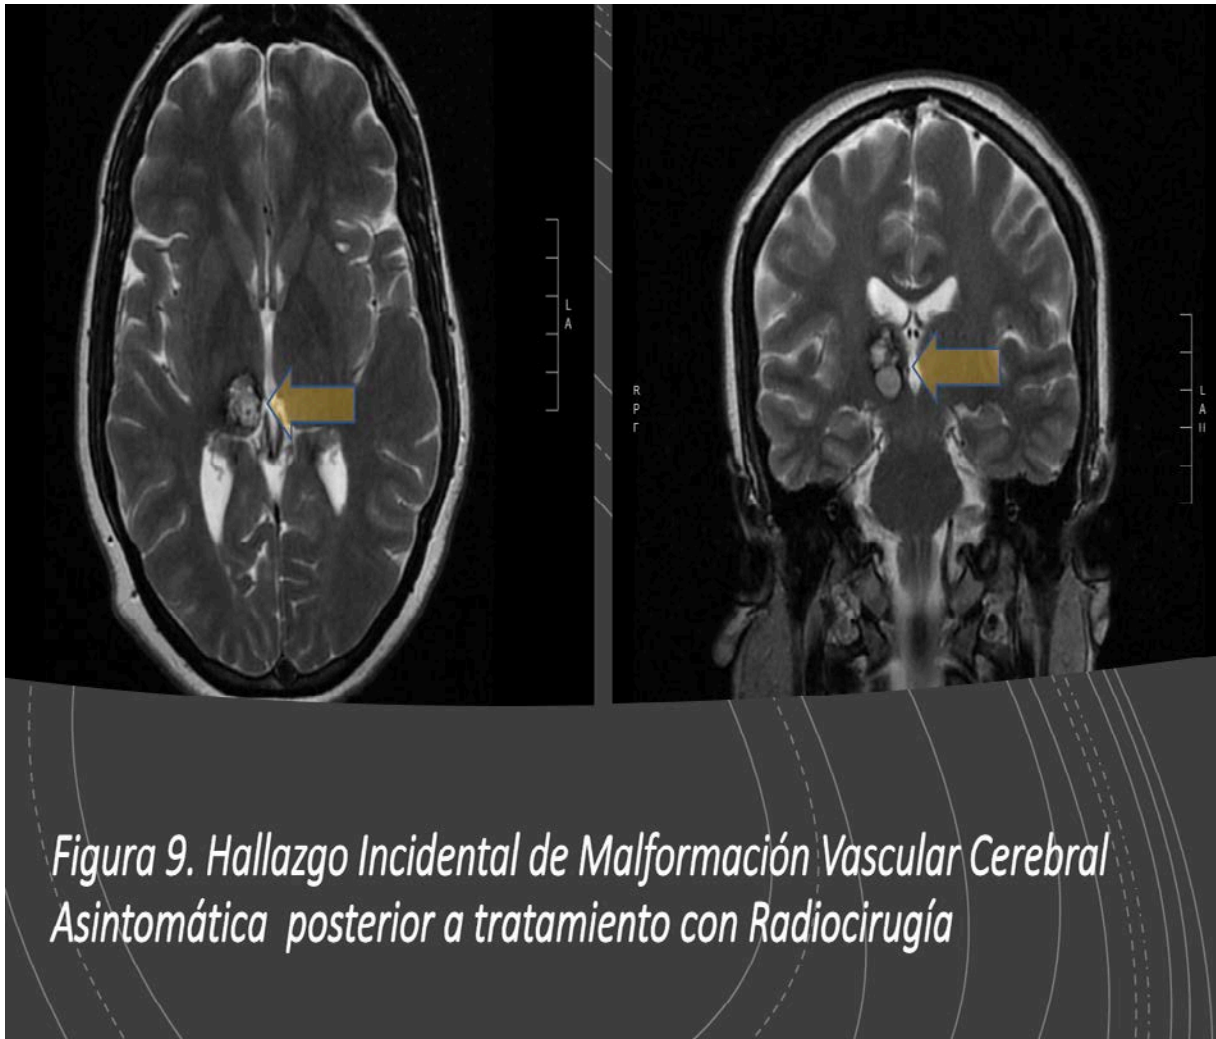 L
A
R
P
L
A
H
Figura 9. Hallazgo Incidental de Malformación Vascular Cerebral
Asintomática posterior a tratamiento con Radiocirugía